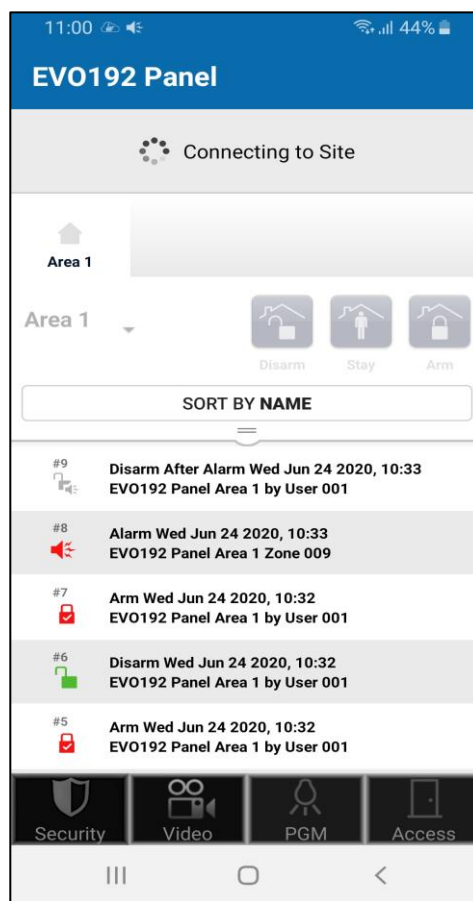 11:00 44%
EVO192 Panel
Connecting to Site
Area 1
Area 1
Disarm Stay Arm
SORT BY NAME
#9
Disarm After Alarm Wed Jun 24 2020, 10:33
EVO192 Panel Area 1 by User 001
#8
Alarm Wed Jun 24 2020, 10:33
EVO192 Panel Area 1 Zone 009
#7
Arm Wed Jun 24 2020, 10:32
EVO192 Panel Area 1 by User 001
#6
Disarm Wed Jun 24 2020, 10:32
EVO192 Panel Area 1 by User 001
#5
Arm Wed Jun 24 2020, 10:32
EVO192 Panel Area 1 by User 001
Security Video PGM Access